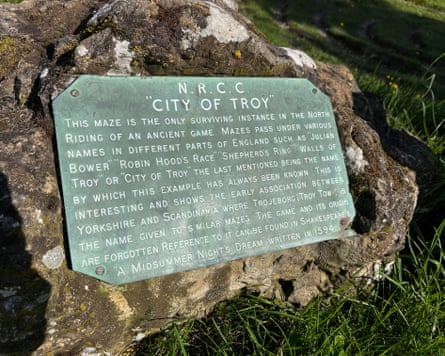 N.R.C.C
"CITY OF TROY"
THIS MAZE IS THE ONLY SURVIVING INSTANCE IN THE NORTH
RIDING OF AN ANCIENT GAME. MAZES PASS UNDER VARIOUS
NAMES IN DIFFERENT PARTS OF ENGLAND SUCH AS "JULIAN
BOWER" "ROBIN HOODS RACE" "SHEPHERD'S RING" "WALLS OF
TROY" OR "CITY OF TROY" THE LAST MENTIONED BEING THE NAME
BY WHICH THIS EXAMPLE HAS ALWAYS BEEN KNOWN. THIS IS
INTERESTING AND SHOWS THE EARLY ASSOCIATION BETWEEN
YORKSHIRE AND SCANDINAVIA WHERE "TROJEBORG" (TROY TOWN) IS
THE NAME GIVEN TO SIMILAR MAZES. THE GAME AND ITS ORIGIN
ARE FORGOTTEN. REFERENCE TO IT CAN BE FOUND IN SHAKESPEARE'S
"A MIDSUMMER NIGHT'S DREAM" WRITTEN IN 1594.